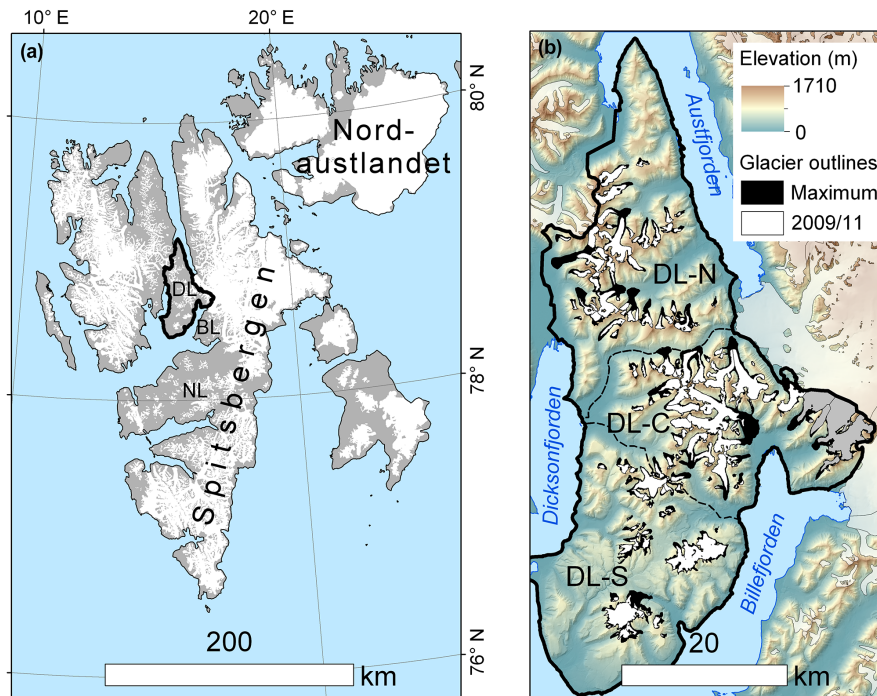 10° E
20° E
(a)
80° N
Nord-
austlandet
DL
BL
NL
Spitsbergen
78° N
76° N
200
km
(b)
Elevation (m)
1710
0
Glacier outlines
Maximum
2009/11
Austfjorden
DL-N
Dicksonfjorden
DL-C
DL-S
Billefjorden
20
km